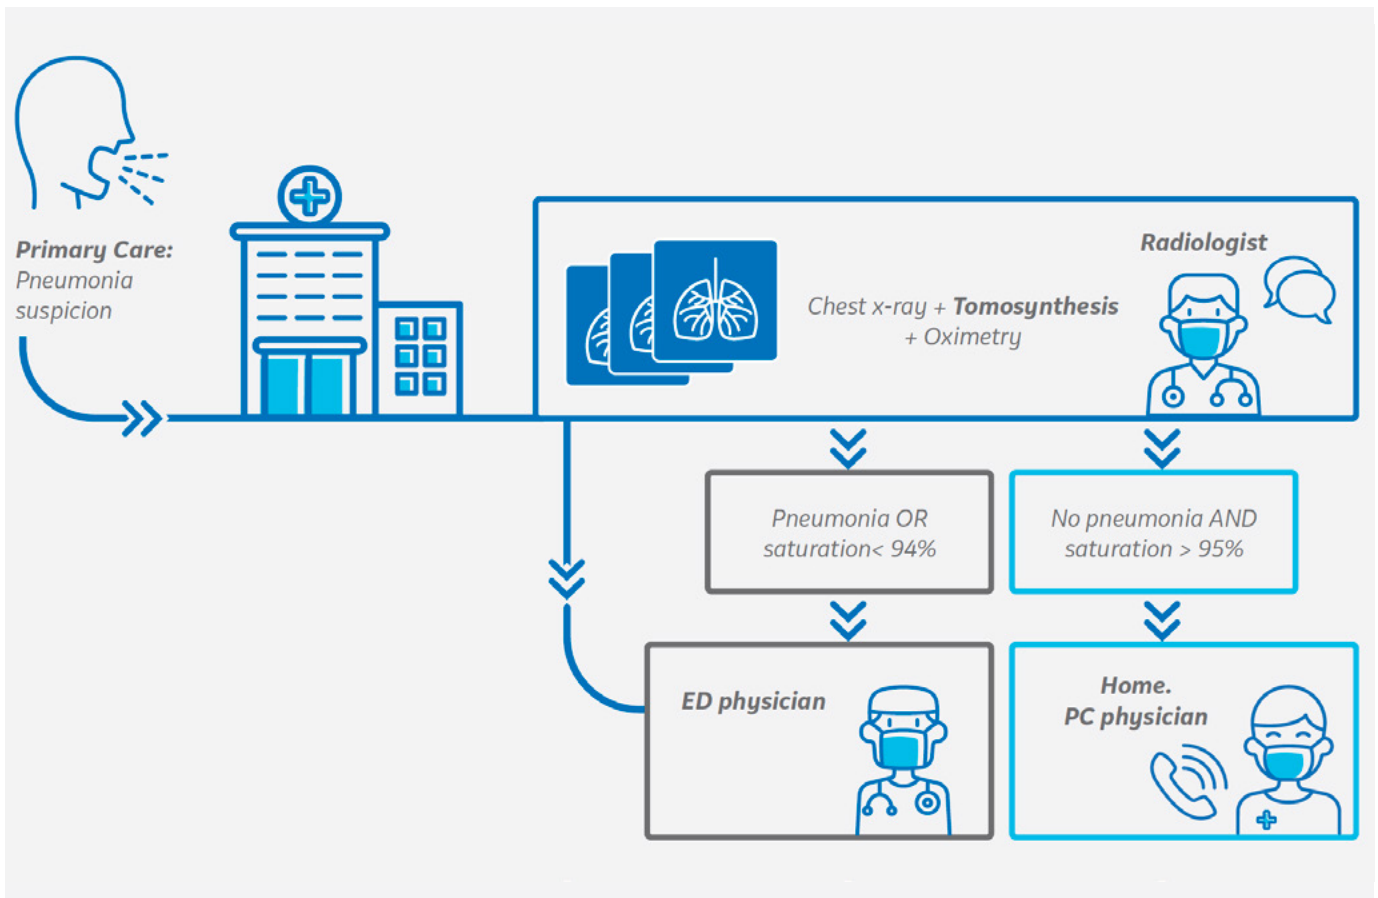 Primary Care:
Pneumonia
suspicion
Chest x-ray + Tomosynthesis
+ Oximetry
Radiologist
Pneumonia OR
saturation< 94%
No pneumonia AND
saturation > 95%
ED physician
Home.
PC physician